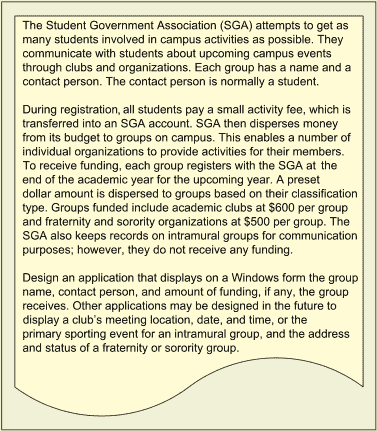 The Student Government Association (SGA) attempts to get as
many students involved in campus activities as possible. They
communicate with students about upcoming campus events
through clubs and organizations. Each group has a name and a
contact person. The contact person is normally a student.
During registration, all students pay a small activity fee, which is
transferred into an SGA account. SGA then disperses money
from its budget to groups on campus. This enables a number of
individual organizations to provide activities for their members.
To receive funding, each group registers with the SGA at the
end of the academic year for the upcoming year. A preset
dollar amount is dispersed to groups based on their classification
type. Groups funded include academic clubs at $600 per group
and fraternity and sorority organizations at $500 per group. The
SGA also keeps records on intramural groups for communication
purposes; however, they do not receive any funding.
Design an application that displays on a Windows form the group
name, contact person, and amount of funding, if any, the group
receives. Other applications may be designed in the future to
display a club's meeting location, date, and time, or the
primary sporting event for an intramural group, and the address
and status of a fraternity or sorority group.